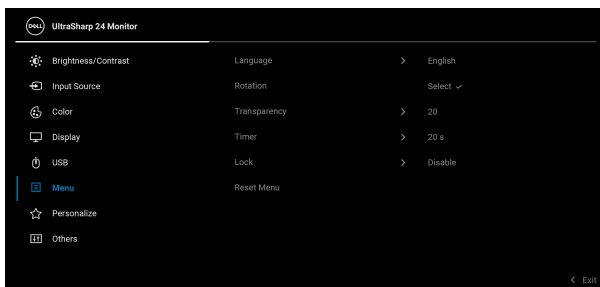 DELL UltraSharp 24 Monitor
Brightness/Contrast Language > English
Input Source Rotation Select ✓
Color Transparency > 20
Display Timer > 20 s
USB Lock > Disable
Menu Reset Menu
Personalize
Others
< Exit